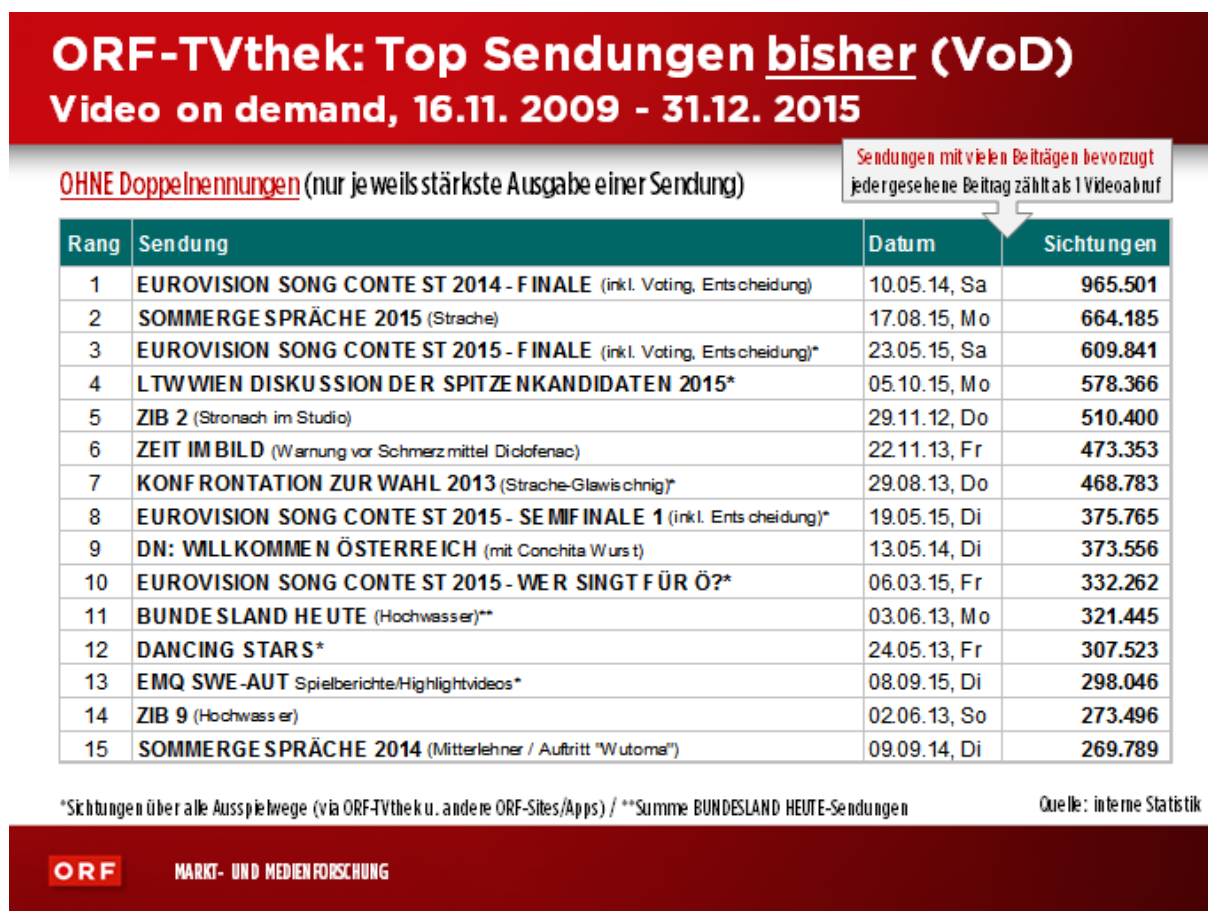 ORF-TVthek: Top Sendungen bisher (VoD)
Video on demand, 16.11. 2009 - 31.12. 2015
Sendungen mit vielen Beiträgen bevorzugt
jeder gesehene Beitrag zählt als 1 Videoabruf
OHNE Doppelnennungen (nur jeweils stärkste Ausgabe einer Sendung)
Rang Sendung Datum Sichtungen
1 EUROVISION SONG CONTEST 2014 - FINALE (inkl. Voting, Entscheidung) 10.05.14, Sa 965.501
2 SOMMERGESPRÄCHE 2015 (Strache) 17.08.15, Mo 664.185
3 EUROVISION SONG CONTEST 2015 - FINALE (inkl. Voting, Entscheidung)* 23.05.15, Sa 609.841
4 LTW WIEN DISKUSSION DER SPITZENKANDIDATEN 2015* 05.10.15, Mo 578.366
5 ZIB 2 (Stronach im Studio) 29.11.12, Do 510.400
6 ZEIT IM BILD (Warnung vor Schmerzmittel Diclofenac) 22.11.13, Fr 473.353
7 KONFRONTATION ZUR WAHL 2013 (Strache-Glawischnig)* 29.08.13, Do 468.783
8 EUROVISION SONG CONTEST 2015 - SEMIFINALE 1 (inkl. Entscheidung)* 19.05.15, Di 375.765
9 DN: WILLKOMMEN ÖSTERREICH (mit Conchita Wurst) 13.05.14, Di 373.556
10 EUROVISION SONG CONTEST 2015 - WER SINGT FÜR Ö?* 06.03.15, Fr 332.262
11 BUNDESLAND HEUTE (Hochwasser)** 03.06.13, Mo 321.445
12 DANCING STARS* 24.05.13, Fr 307.523
13 EMQ SWE-AUT Spielberichte/Highlightvideos* 08.09.15, Di 298.046
14 ZIB 9 (Hochwasser) 02.06.13, So 273.496
15 SOMMERGESPRÄCHE 2014 (Mitterlehner / Auftritt "Wutoma") 09.09.14, Di 269.789
*Sichtungen über alle Ausspielwege (via ORF-TVthek u. andere ORF-Sites/Apps) / **Summe BUNDESLAND HEUTE-Sendungen Quelle: interne Statistik
ORF MARKT- UND MEDIENFORSCHUNG